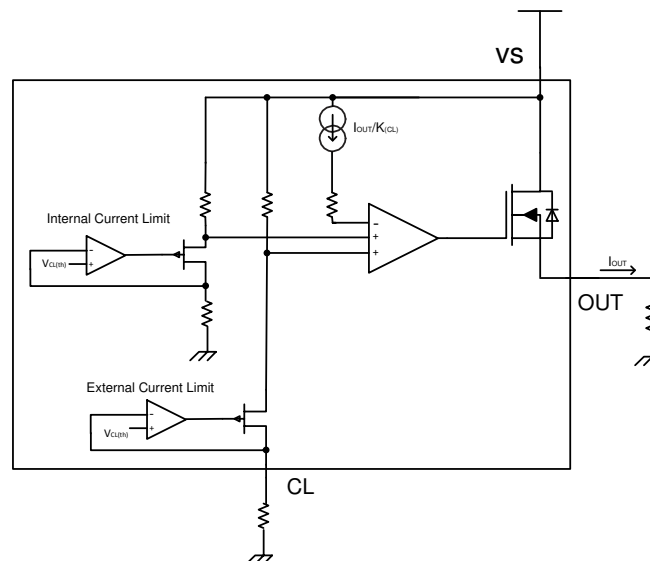 VS
IOUT/K(CL)
Internal Current Limit
VCL(th)
IOUT
OUT
External Current Limit
VCL(th)
CL